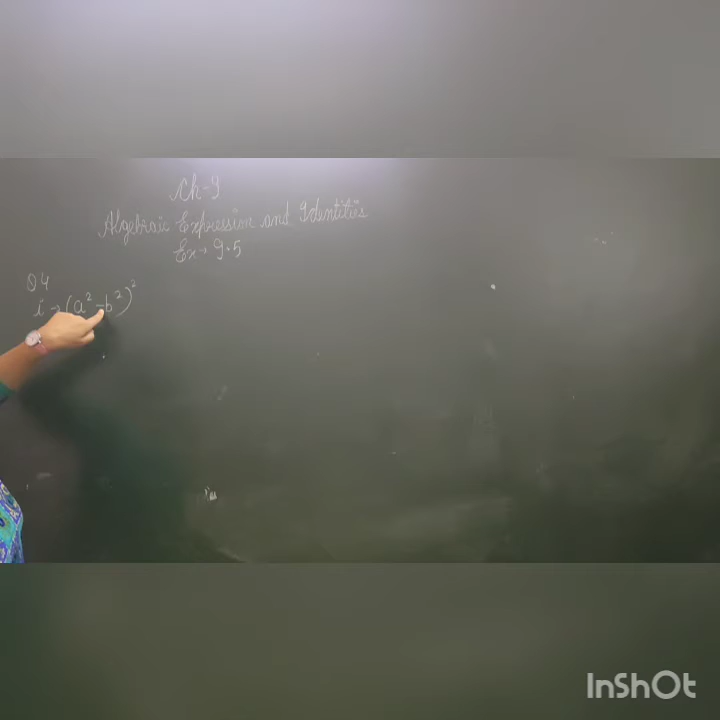 Ch-9
Algebraic Expression and Identities
Ex → 9.5
Q4
i → (a² - b²)²
InShOt